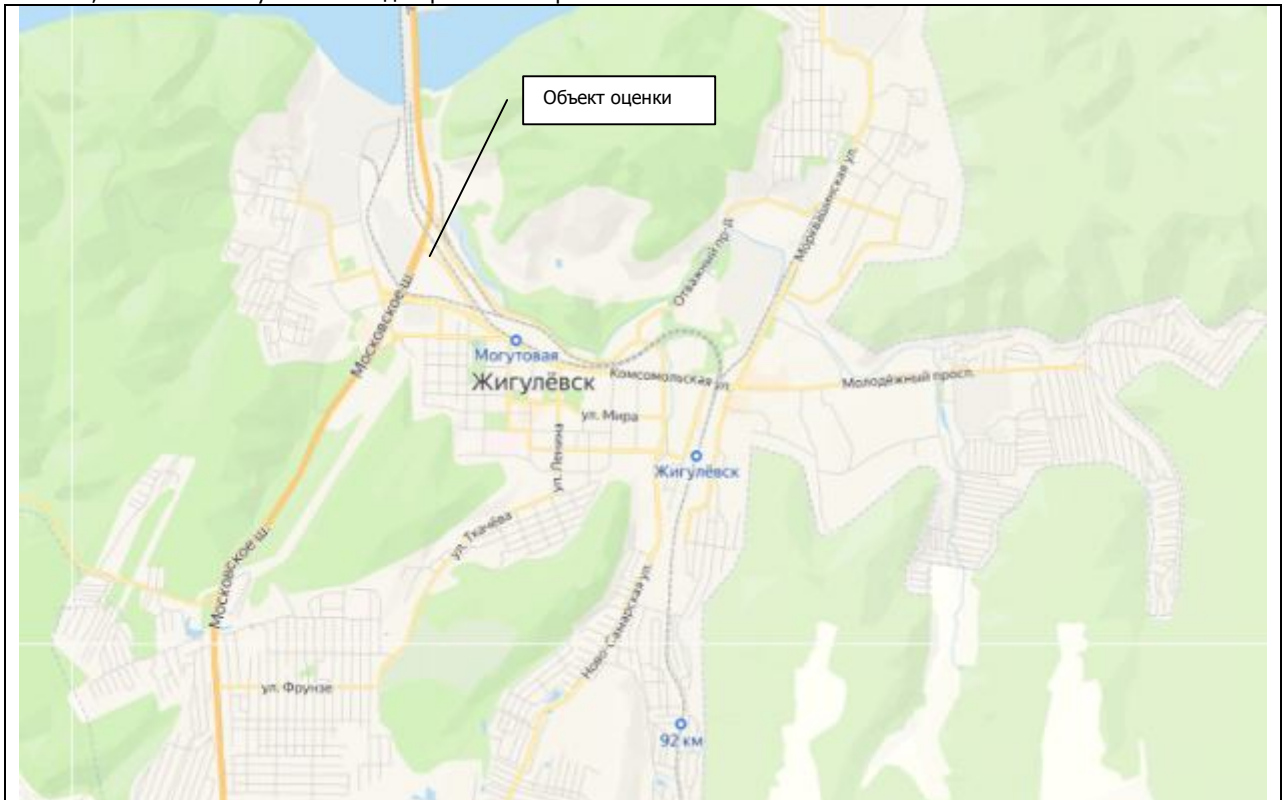 Объект оценки
Морквашинская ул.
Отважный пр-д
Московское ш.
Могутовая
Жигулёвск
Комсомольская ул.
Молодёжный просп.
ул. Мира
ул. Ленина
Жигулёвск
ул. Ткачёва
Московское ш.
Ново-Самарская ул.
ул. Фрунзе
92 км